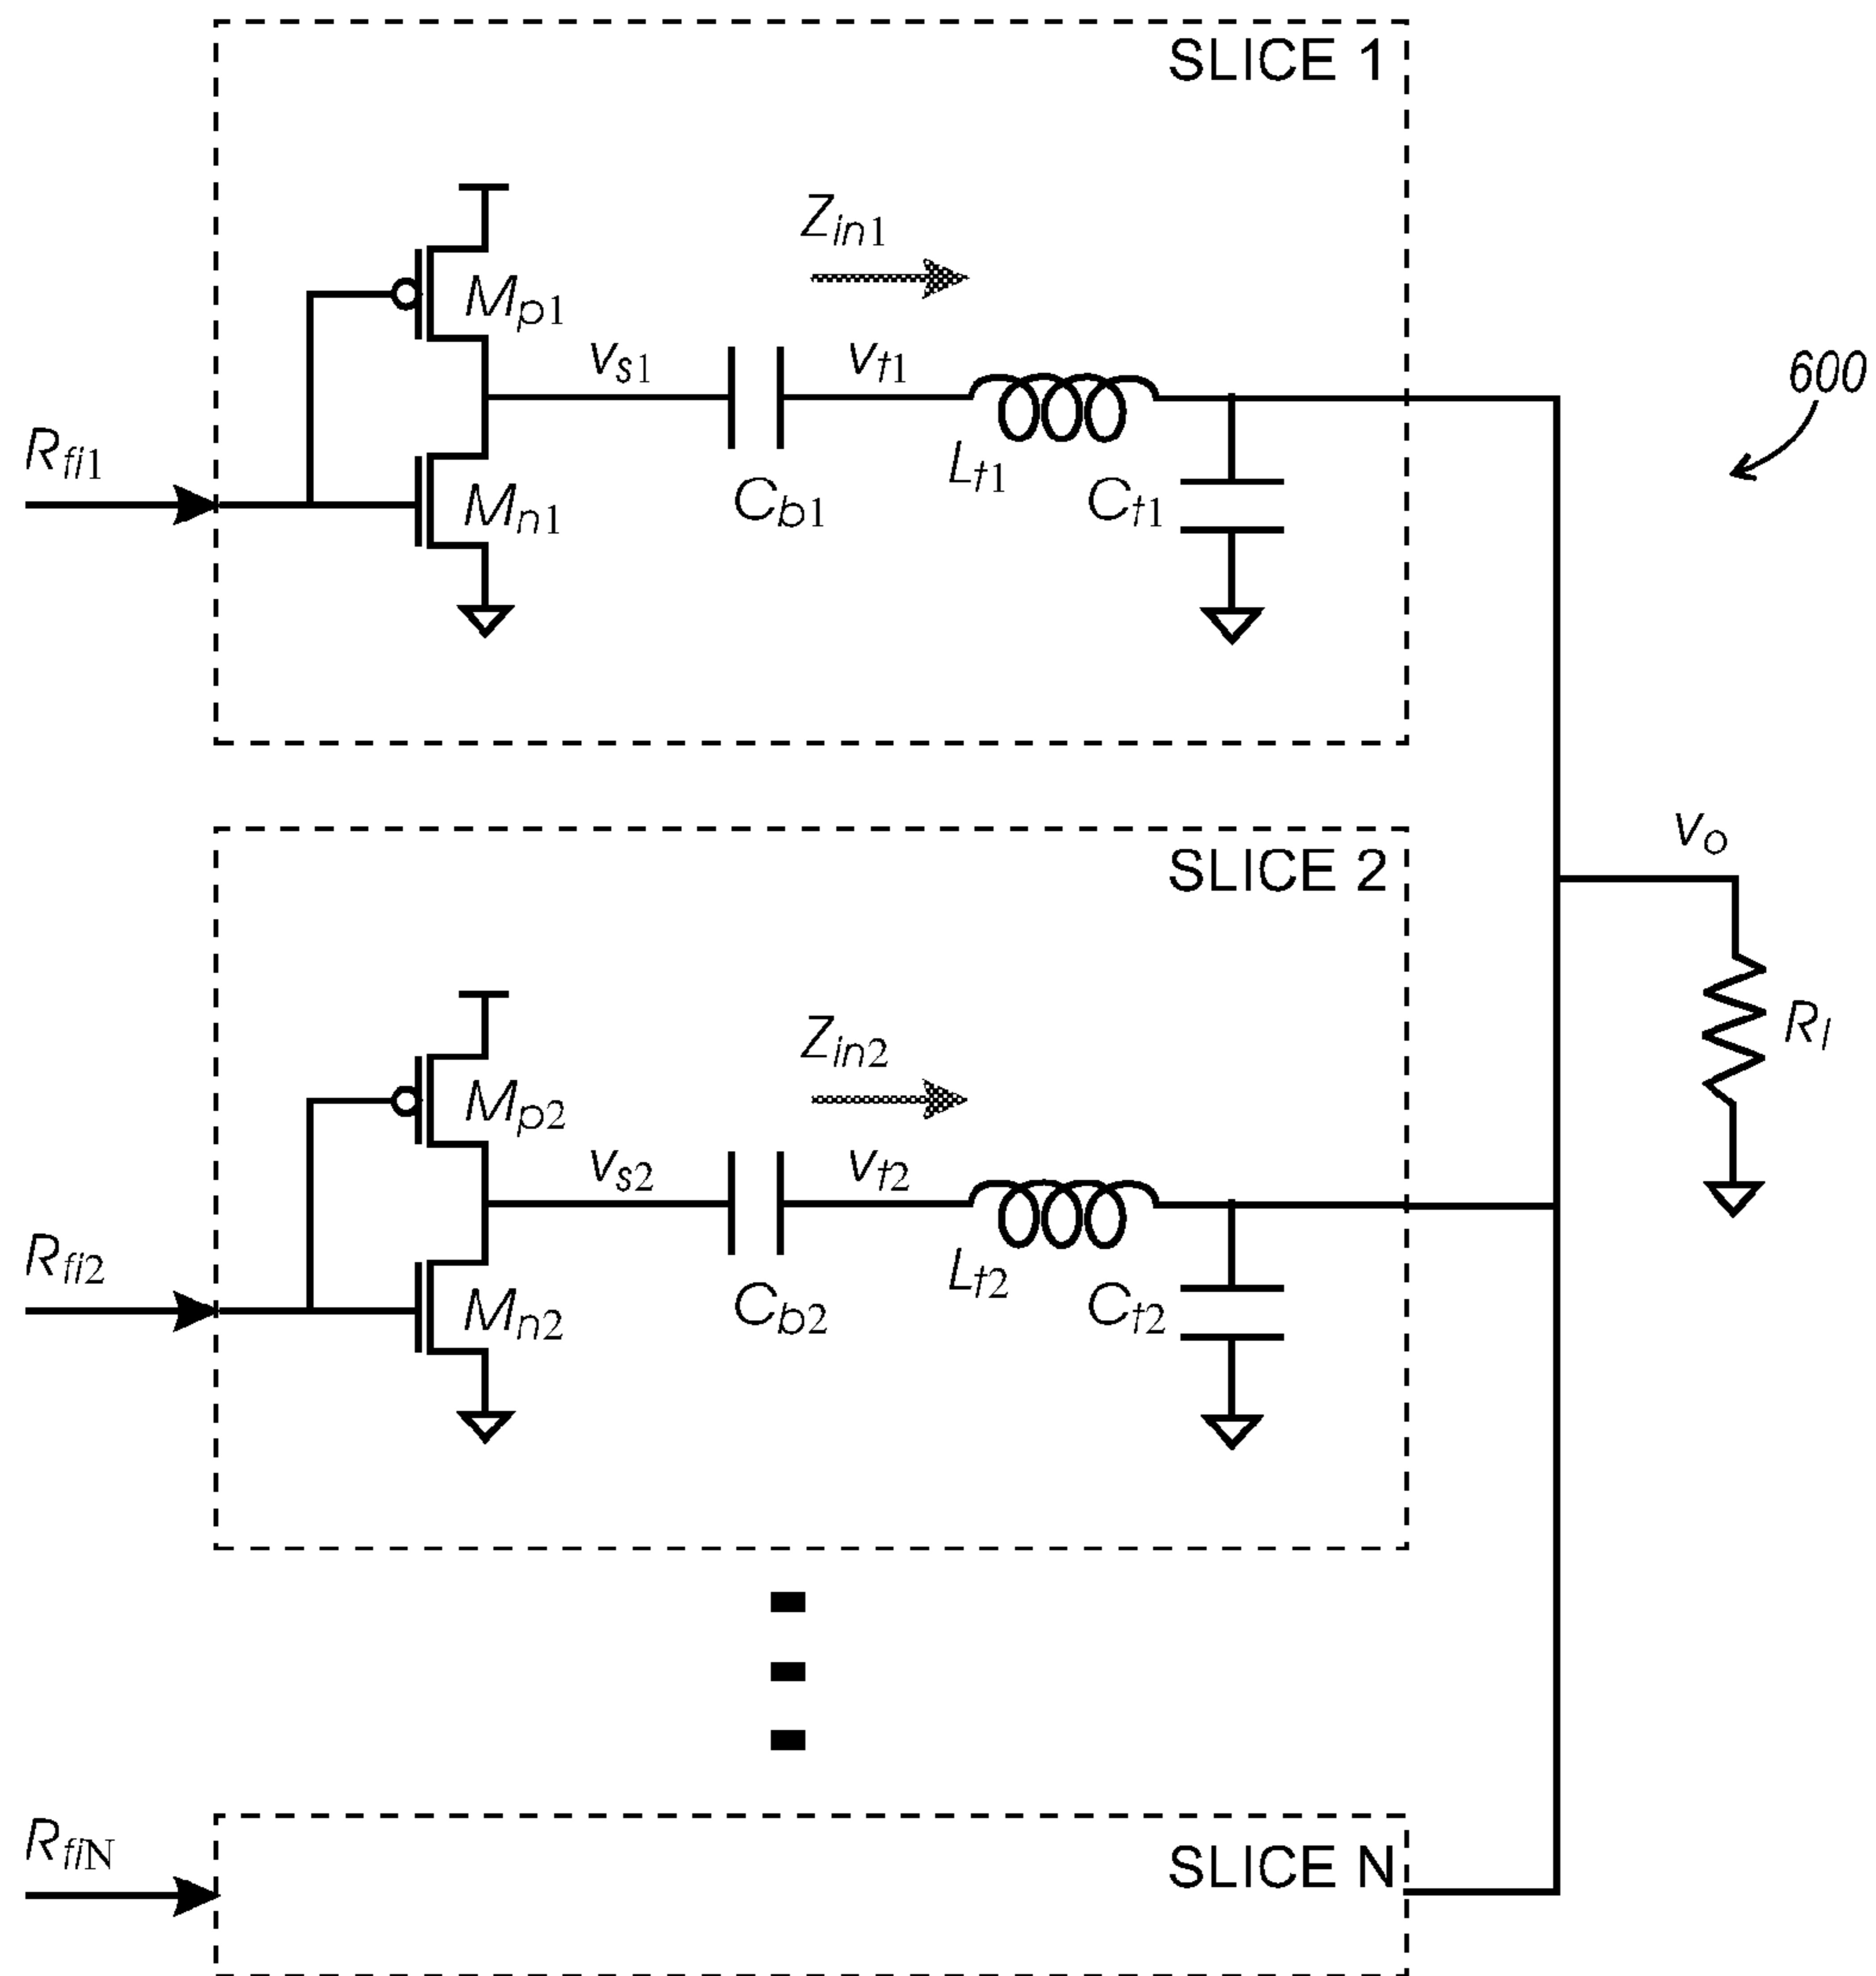 SLICE 1
Zin1
Mp1
vs1
vt1
600
Rfi1
Mn1
Cb1
Lt1
Ct1
vo
SLICE 2
Zin2
Rl
Mp2
vs2
vt2
Rfi2
Mn2
Cb2
Lt2
Ct2
RfiN
SLICE N